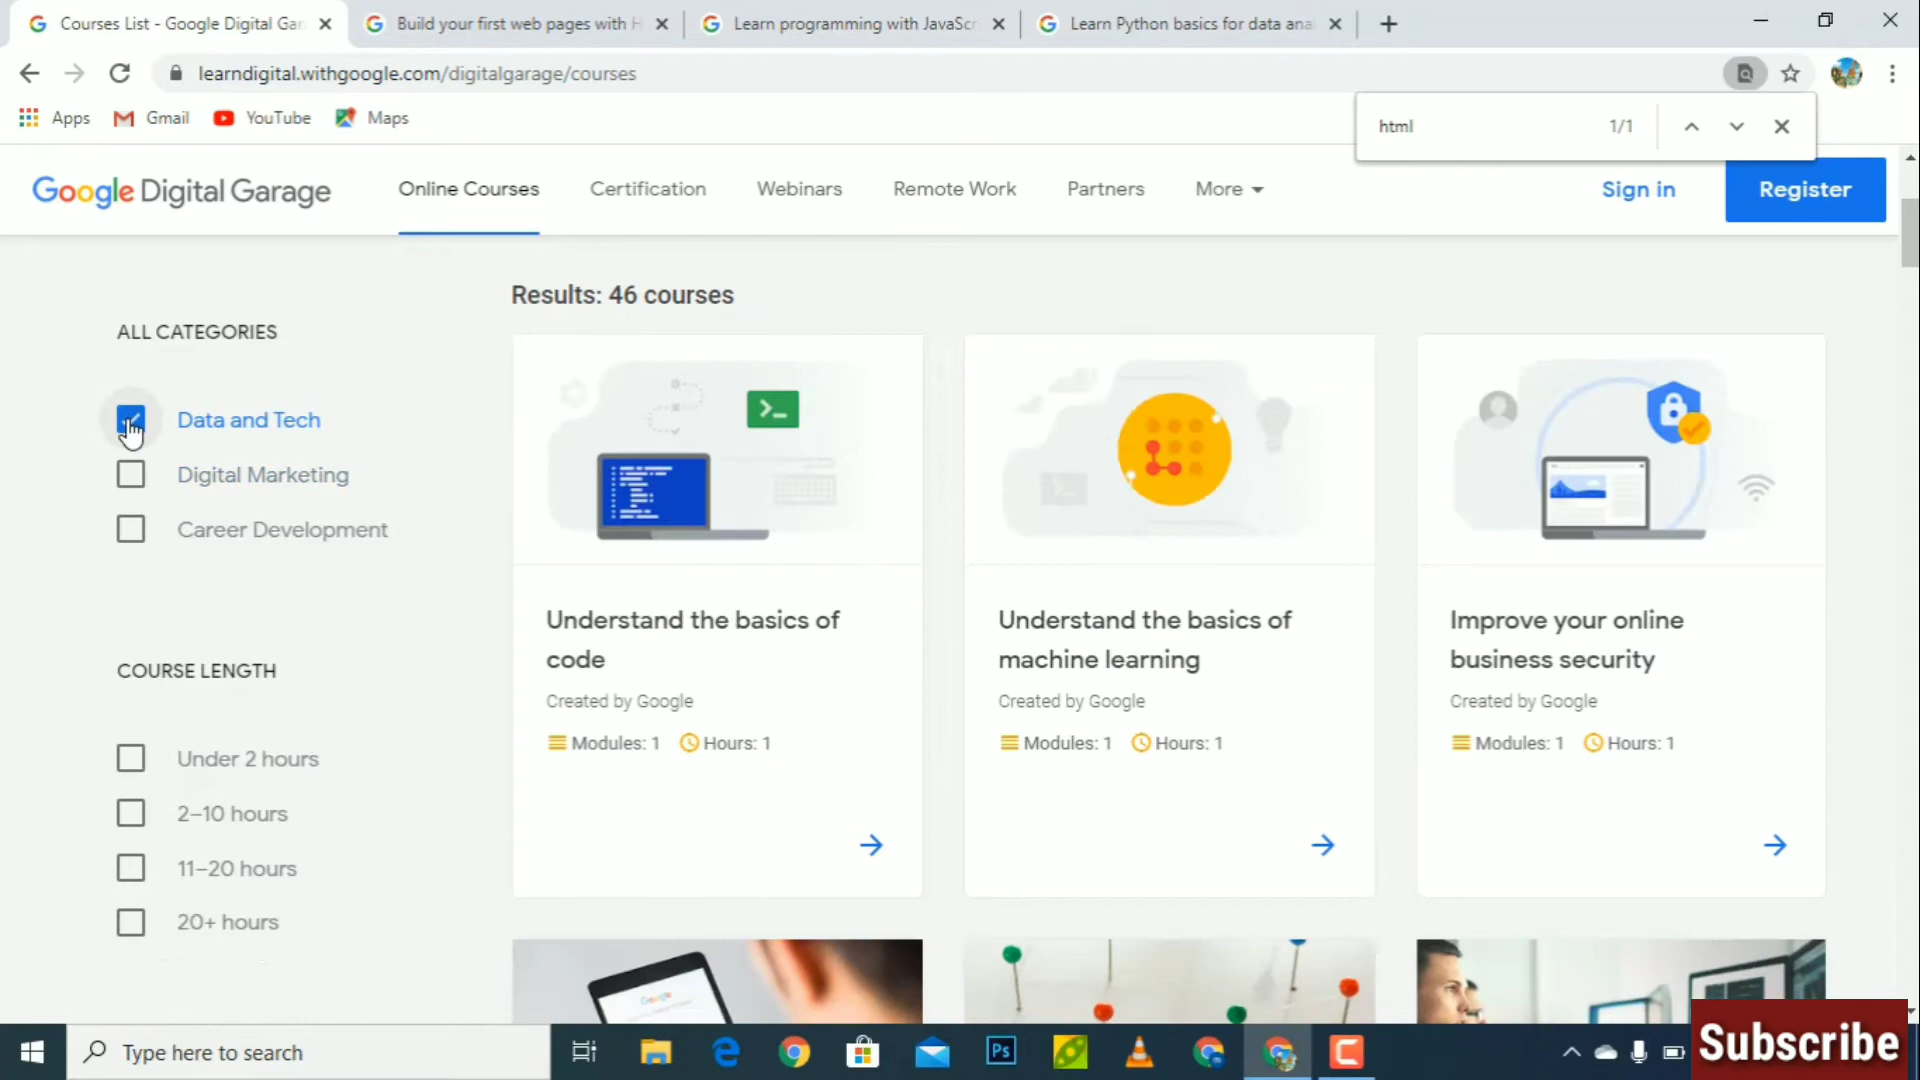 Courses List - Google Digital Gar
Build your first web pages with H
Learn programming with JavaScr
Learn Python basics for data ana
learndigital.withgoogle.com/digitalgarage/courses
Apps
Gmail
YouTube
Maps
html
1/1
Google Digital Garage
Online Courses
Certification
Webinars
Remote Work
Partners
More
Sign in
Register
Results: 46 courses
ALL CATEGORIES
Data and Tech
Digital Marketing
Career Development
COURSE LENGTH
Under 2 hours
2–10 hours
11–20 hours
20+ hours
Understand the basics of
code
Created by Google
Modules: 1
Hours: 1
Understand the basics of
machine learning
Created by Google
Modules: 1
Hours: 1
Improve your online
business security
Created by Google
Modules: 1
Hours: 1
Google
Type here to search
Ps
Subscribe